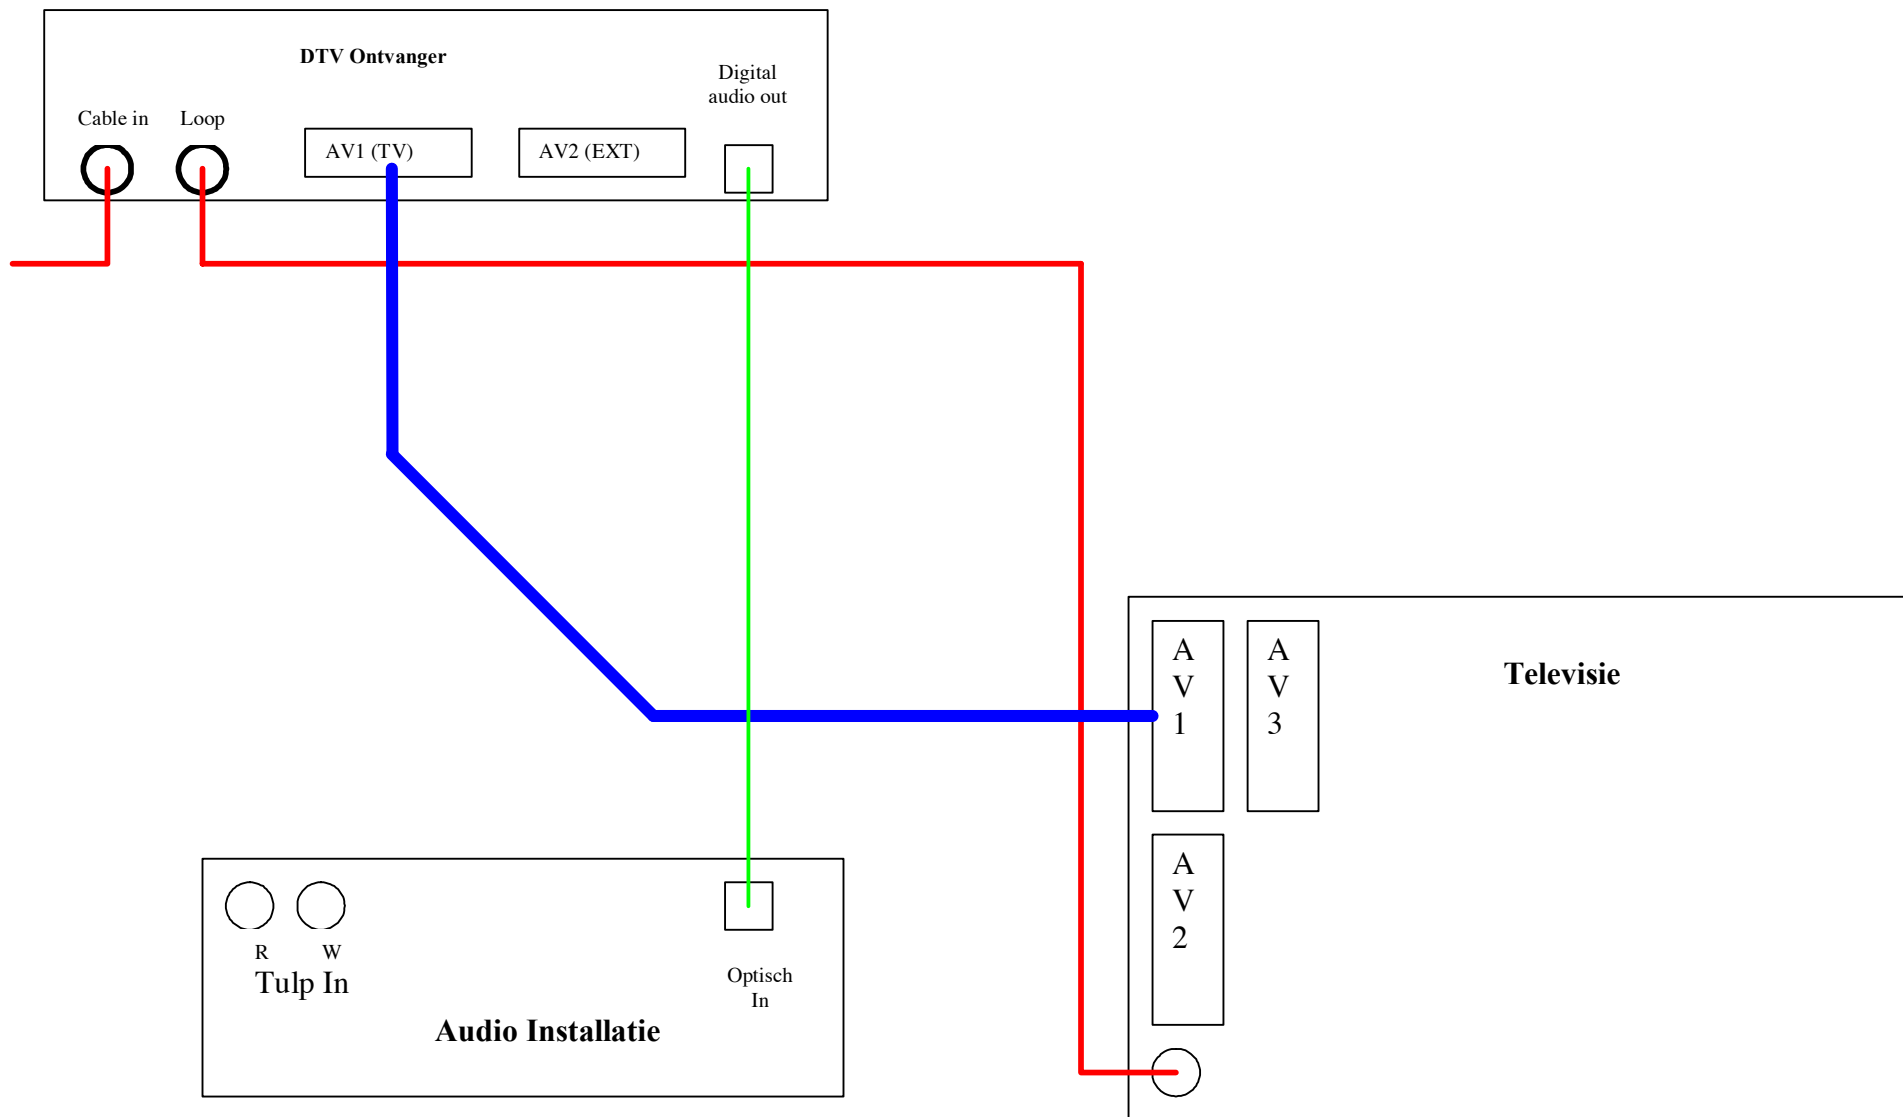 DTV Ontvanger
Digital
audio out
Cable in
Loop
AV1 (TV)
AV2 (EXT)
A
V
1
A
V
3
Televisie
A
V
2
R
W
Tulp In
Optisch
In
Audio Installatie